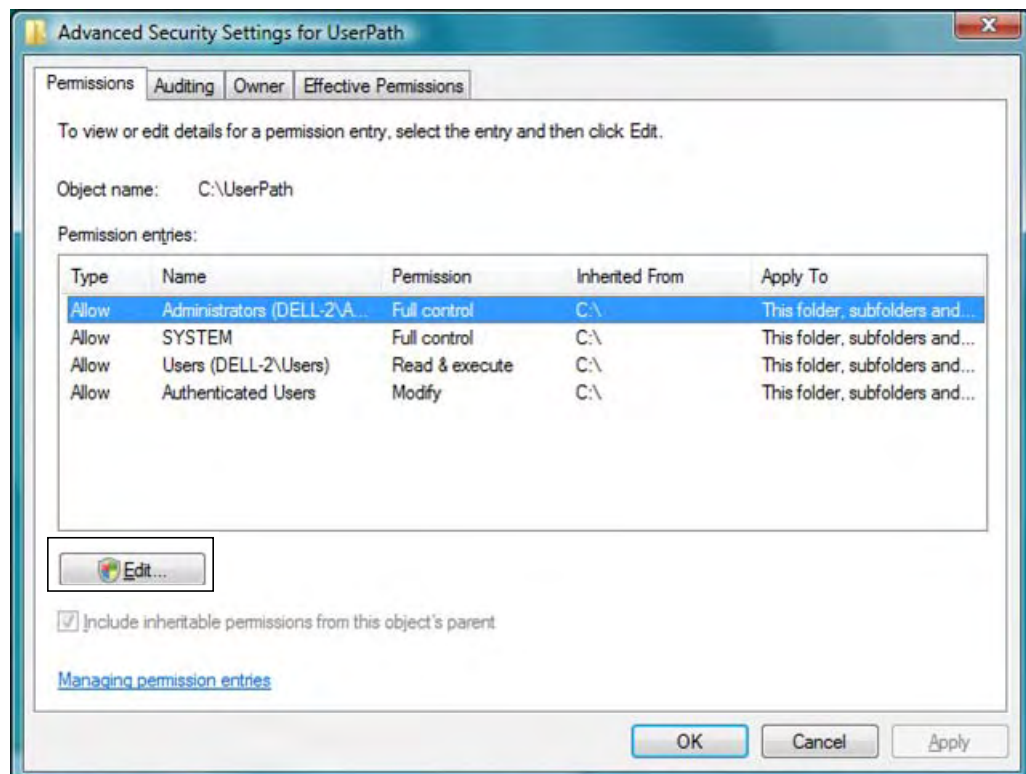 Advanced Security Settings for UserPath
Permissions Auditing Owner Effective Permissions
To view or edit details for a permission entry, select the entry and then click Edit.
Object name: C:\UserPath
Permission entries:
Type Name Permission Inherited From Apply To
Allow Administrators (DELL-2\A... Full control C:\ This folder, subfolders and...
Allow SYSTEM Full control C:\ This folder, subfolders and...
Allow Users (DELL-2\Users) Read & execute C:\ This folder, subfolders and...
Allow Authenticated Users Modify C:\ This folder, subfolders and...
Edit...
Include inheritable permissions from this object's parent
Managing permission entries
OK Cancel Apply